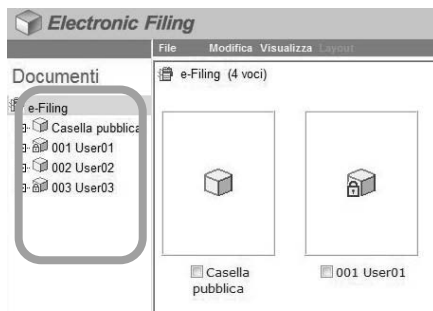 Electronic Filing
File Modifica Visualizza Layout
Documenti
e-Filing
Casella pubblica
001 User01
002 User02
003 User03
e-Filing (4 voci)
Casella
pubblica
001 User01